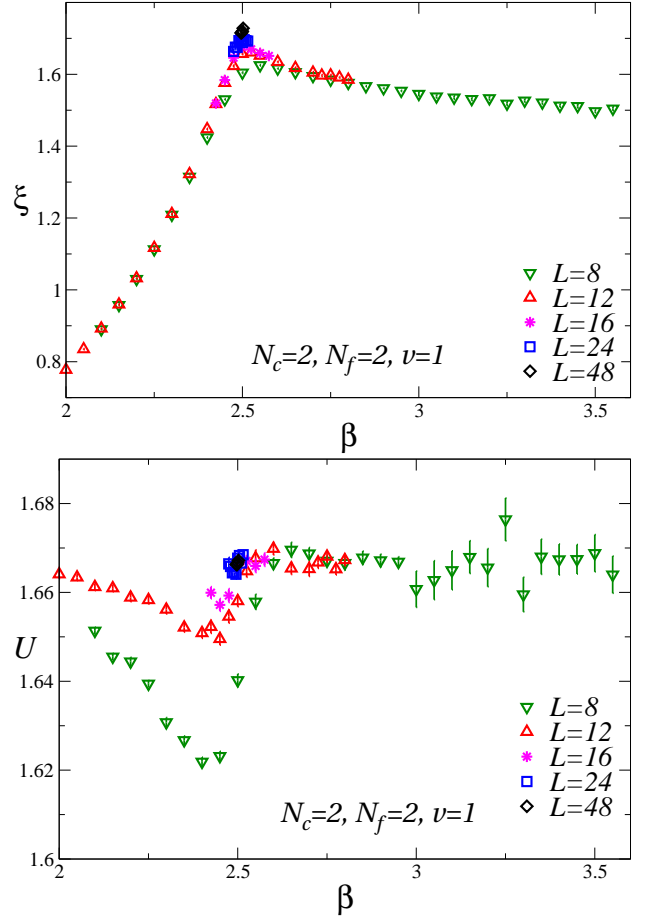 1.6
1.4
ξ
1.2
1
0.8
L=8
L=12
L=16
L=24
L=48
N_c=2, N_f=2, v=1
2
2.5
3
3.5
β
1.68
1.66
U
1.64
1.62
1.6
L=8
L=12
L=16
L=24
L=48
N_c=2, N_f=2, v=1
2
2.5
3
3.5
β